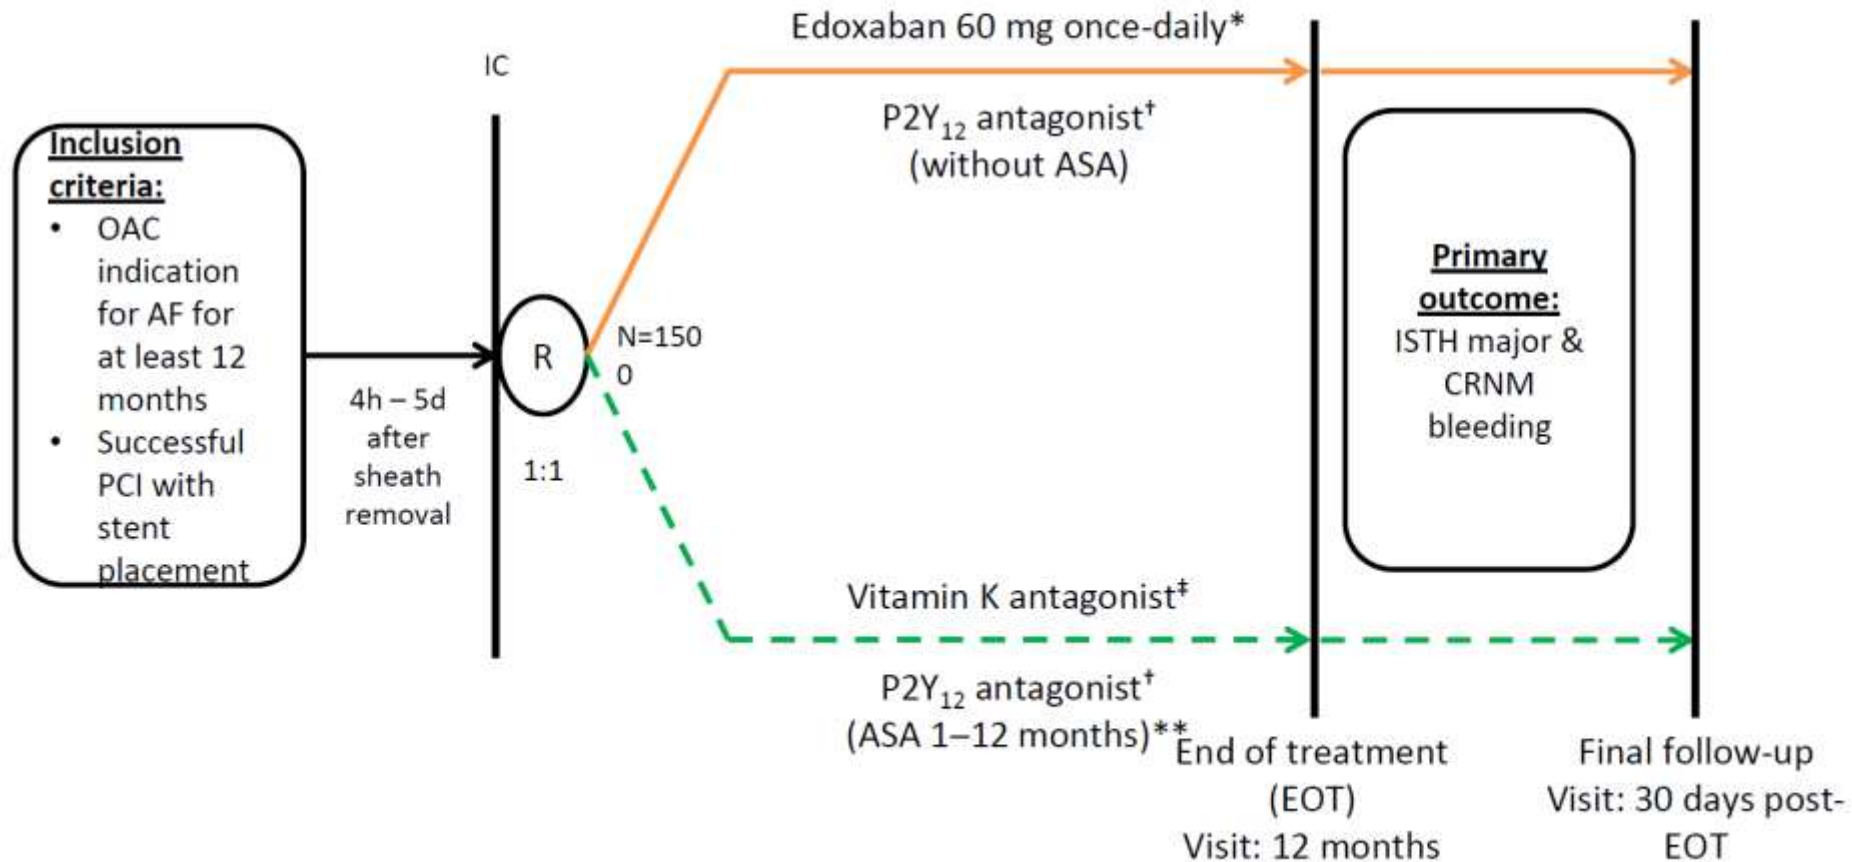 Inclusion
criteria:
• OAC
indication
for AF for
at least 12
months
• Successful
PCI with
stent
placement
4h – 5d
after
sheath
removal
IC
R
1:1
N=150
0
Edoxaban 60 mg once-daily*
P2Y₁₂ antagonist†
(without ASA)
Vitamin K antagonist‡
P2Y₁₂ antagonist†
(ASA 1–12 months)**
Primary
outcome:
ISTH major &
CRNM
bleeding
End of treatment
(EOT)
Visit: 12 months
Final follow-up
Visit: 30 days post-
EOT